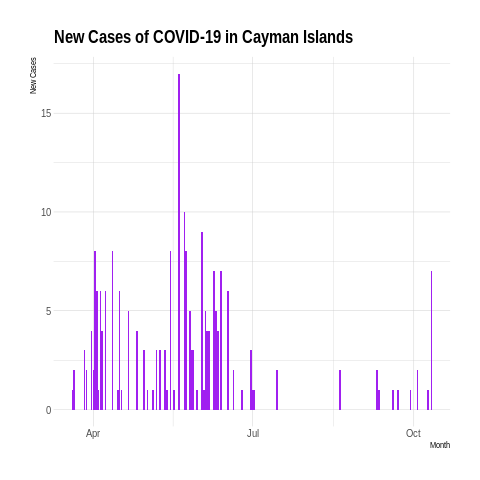 New Cases of COVID-19 in Cayman Islands
New Cases
15
10
5
0
Apr
Jul
Oct
Month